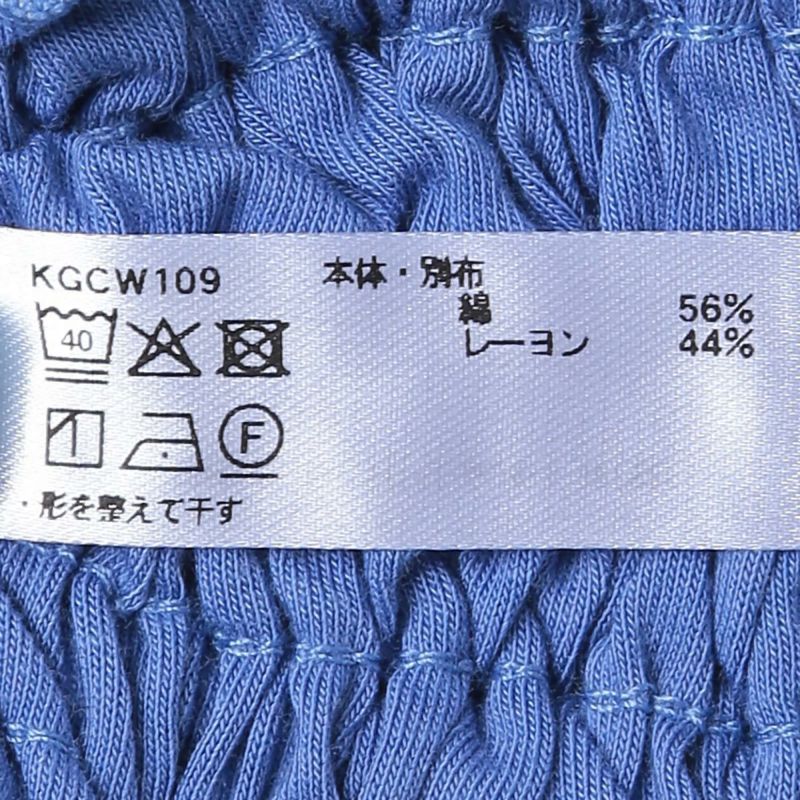 KGCW109
本体・別布
綿 56%
レーヨン 44%
40
F
・形を整えて干す